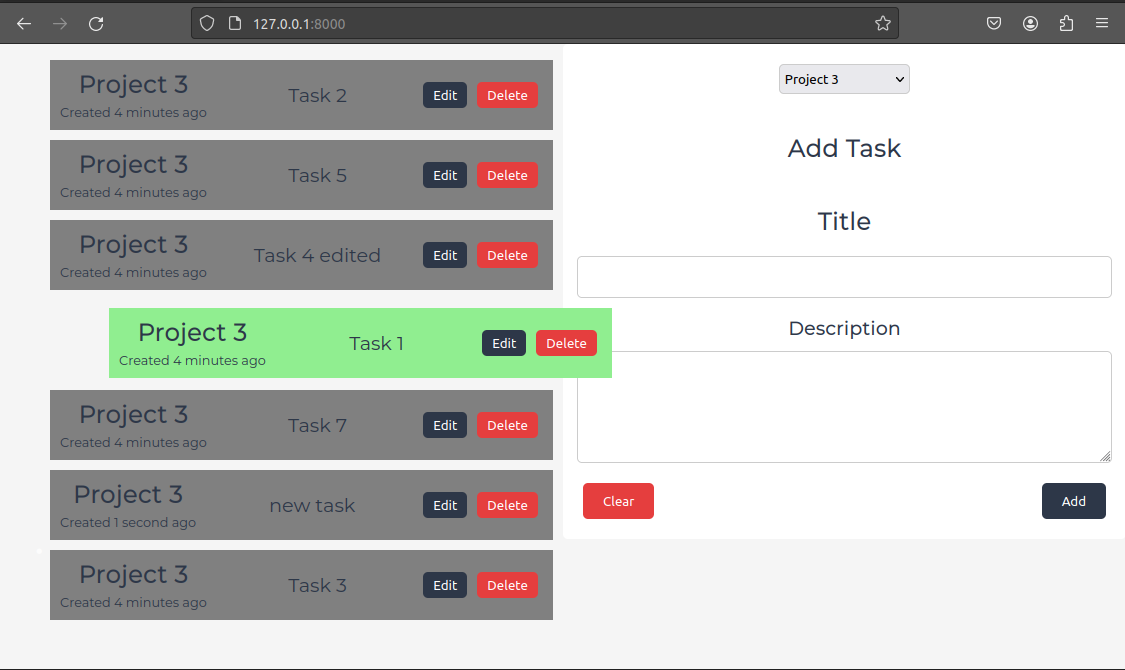 127.0.0.1:8000
Project 3
Created 4 minutes ago
Task 2
Edit
Delete
Project 3
Created 4 minutes ago
Task 5
Edit
Delete
Project 3
Created 4 minutes ago
Task 4 edited
Edit
Delete
Project 3
Created 4 minutes ago
Task 1
Edit
Delete
Project 3
Created 4 minutes ago
Task 7
Edit
Delete
Project 3
Created 1 second ago
new task
Edit
Delete
Project 3
Created 4 minutes ago
Task 3
Edit
Delete
Project 3
Add Task
Title
Description
Clear
Add